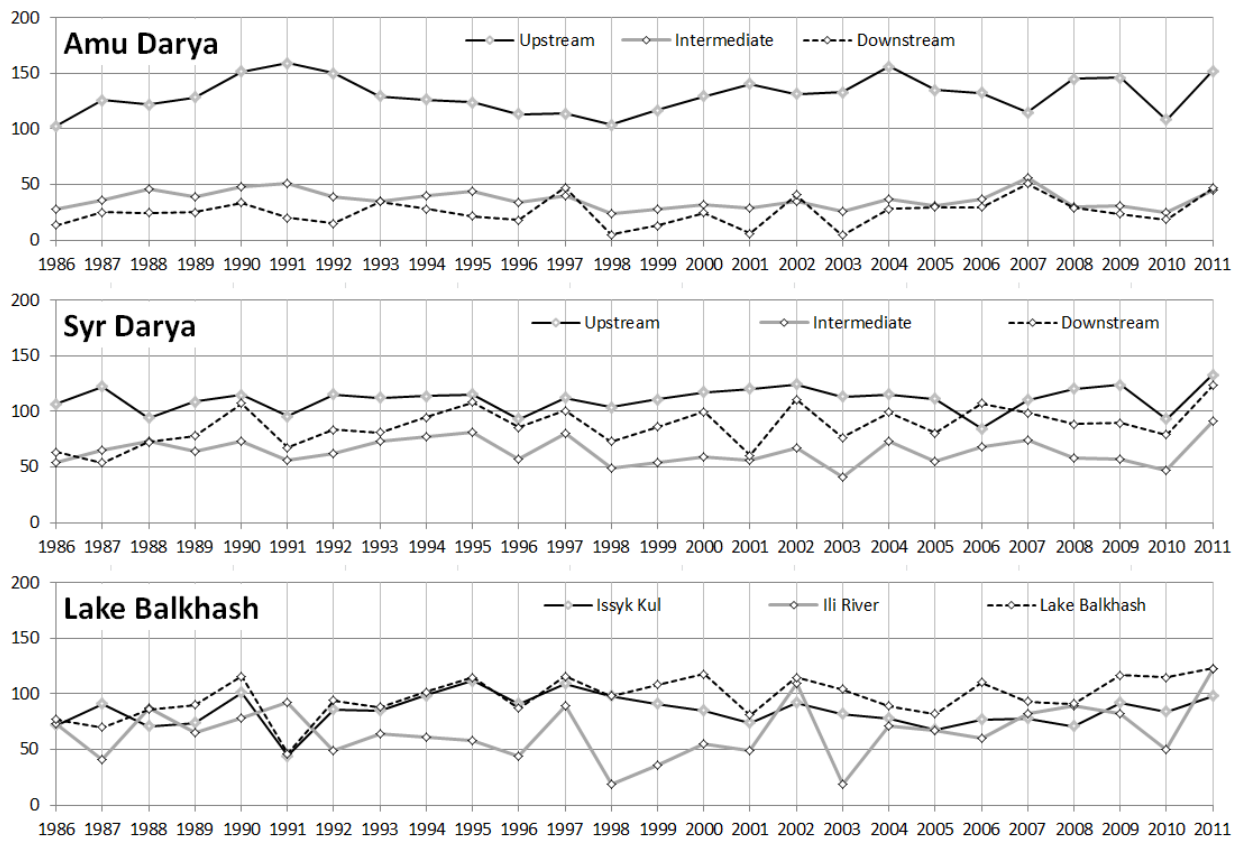 200
Amu Darya
Upstream Intermediate Downstream
150
100
50
0
1986 1987 1988 1989 1990 1991 1992 1993 1994 1995 1996 1997 1998 1999 2000 2001 2002 2003 2004 2005 2006 2007 2008 2009 2010 2011
200
Syr Darya
Upstream Intermediate Downstream
150
100
50
0
1986 1987 1988 1989 1990 1991 1992 1993 1994 1995 1996 1997 1998 1999 2000 2001 2002 2003 2004 2005 2006 2007 2008 2009 2010 2011
200
Lake Balkhash
Issyk Kul Ili River Lake Balkhash
150
100
50
0
1986 1987 1988 1989 1990 1991 1992 1993 1994 1995 1996 1997 1998 1999 2000 2001 2002 2003 2004 2005 2006 2007 2008 2009 2010 2011